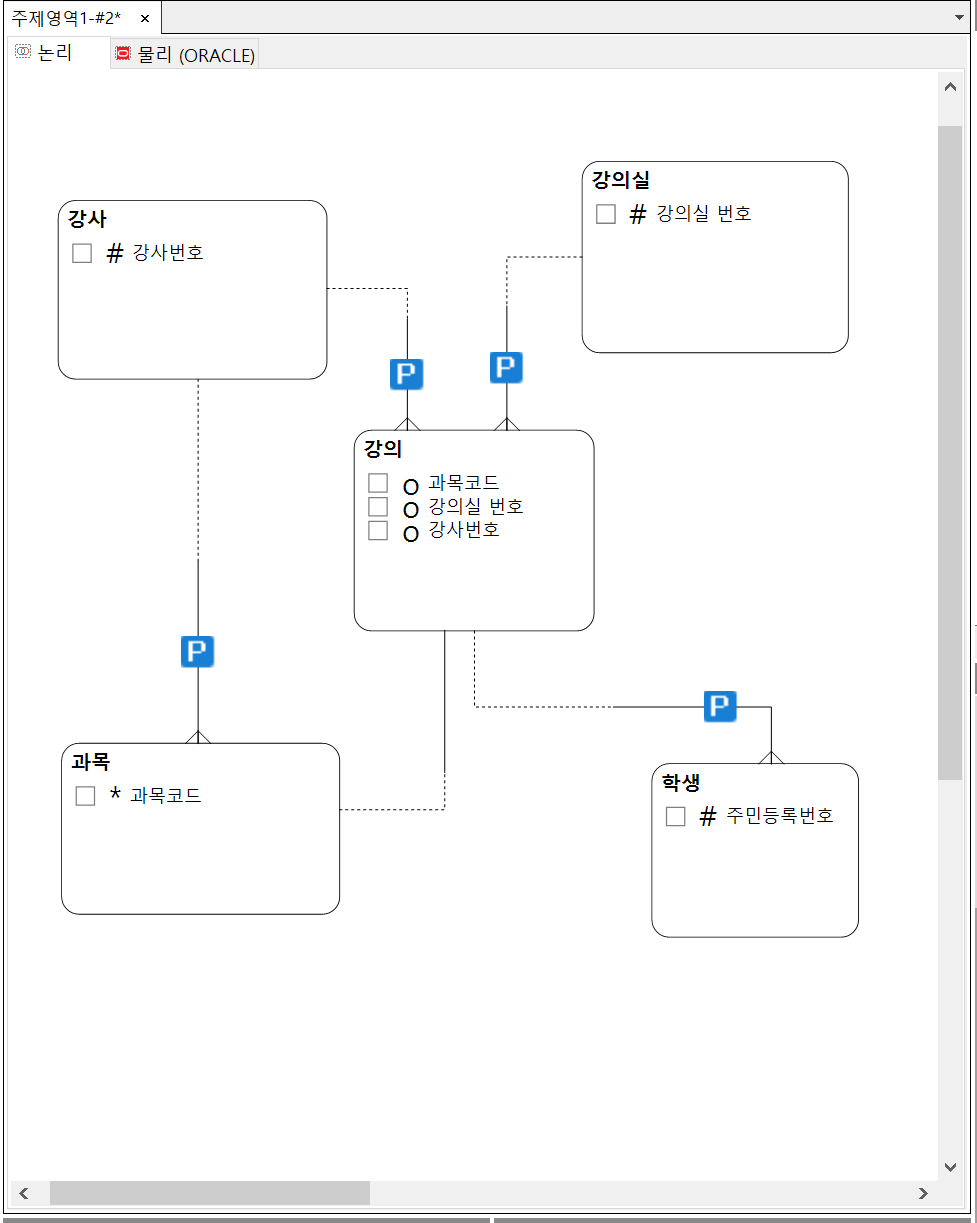 주제영역1-#2* ×
논리 물리 (ORACLE)
강의실
# 강의실 번호
강사
# 강사번호
P P
강의
o 과목코드
o 강의실 번호
o 강사번호
P
P
과목
* 과목코드
학생
# 주민등록번호